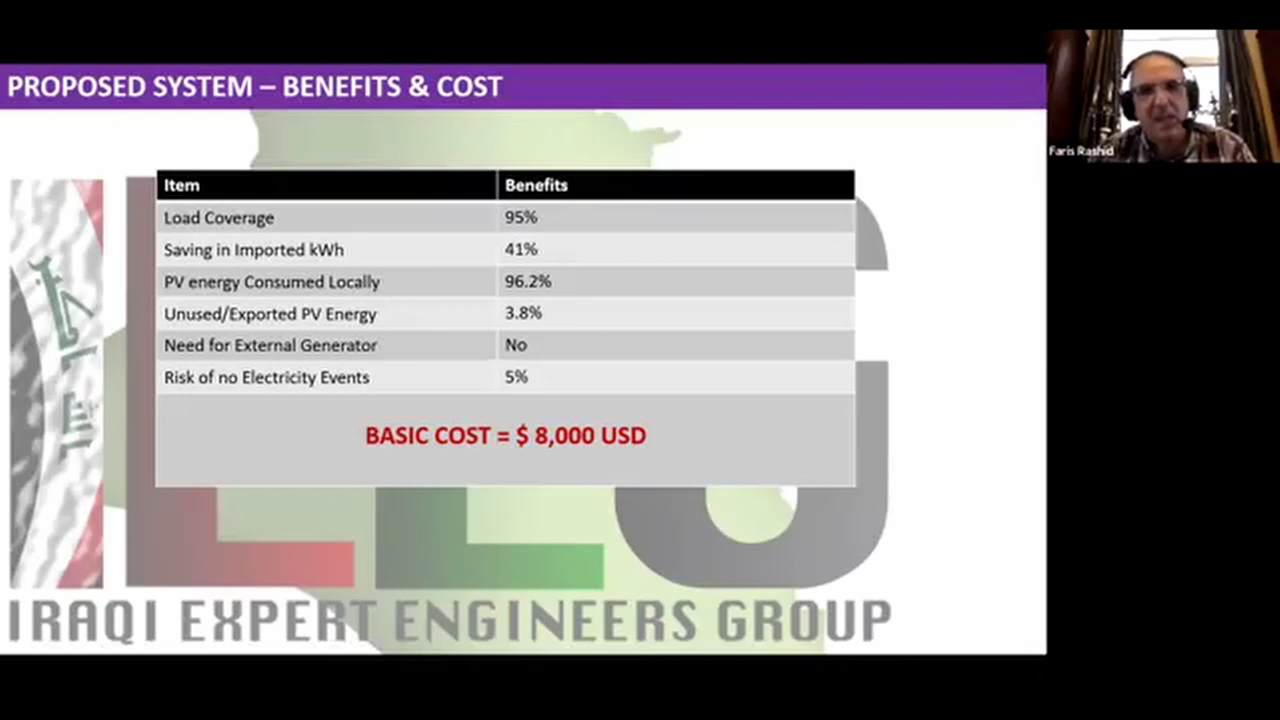 PROPOSED SYSTEM – BENEFITS & COST
Faris Rashid
Item Benefits
Load Coverage 95%
Saving in Imported kWh 41%
PV energy Consumed Locally 96.2%
Unused/Exported PV Energy 3.8%
Need for External Generator No
Risk of no Electricity Events 5%
BASIC COST = $ 8,000 USD
IRAQI EXPERT ENGINEERS GROUP